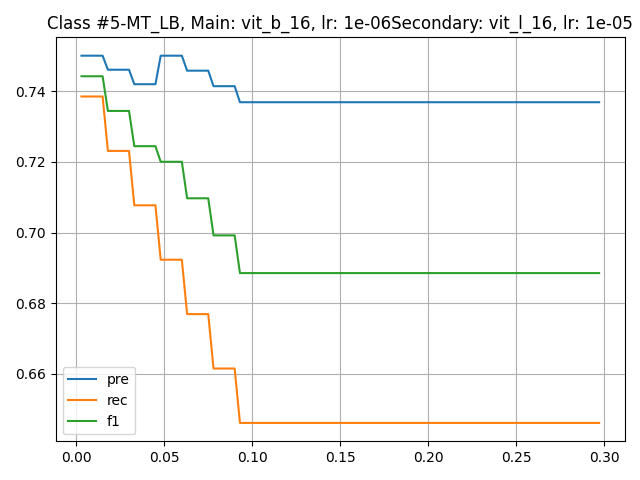 Class #5-MT_LB, Main: vit_b_16, lr: 1e-06Secondary: vit_l_16, lr: 1e-05
0.74
0.72
0.70
0.68
0.66
pre
rec
f1
0.00 0.05 0.10 0.15 0.20 0.25 0.30